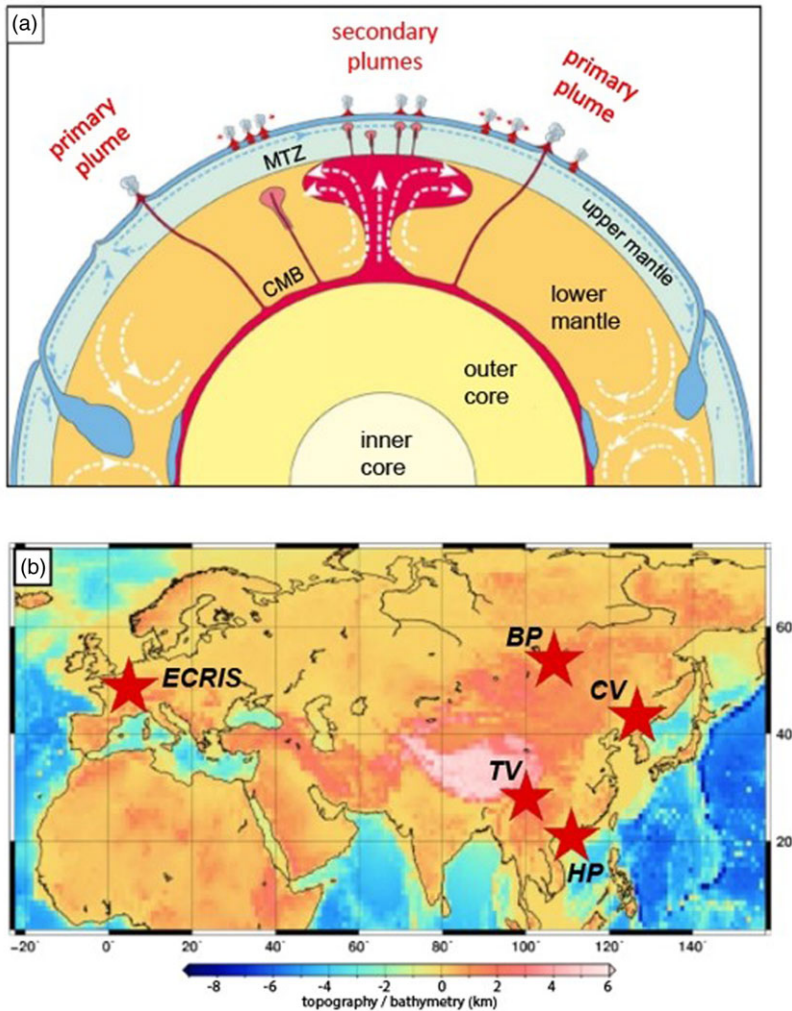 (a)
secondary
plumes
primary
plume
primary
plume
MTZ
upper mantle
CMB
lower
mantle
outer
core
inner
core
(b)
BP
ECRIS
CV
TV
HP
60
40
20
-20° 0° 20° 40° 60° 80° 100° 120° 140°
-8 -6 -4 -2 0 2 4 6
topography / bathymetry (km)